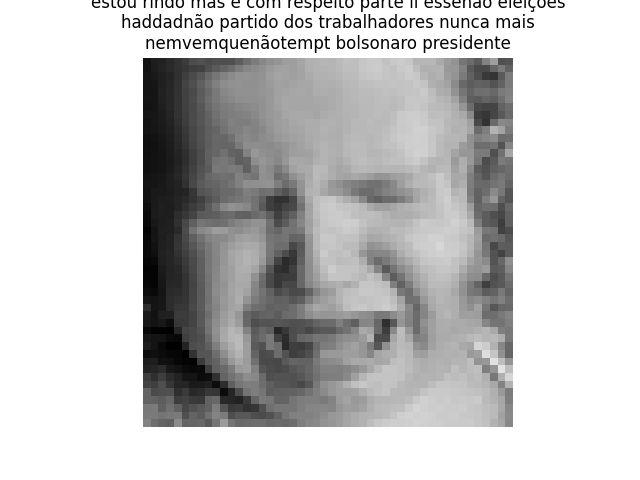 estou rindo mas é com respeito parte ii essenão eleições
haddadnão partido dos trabalhadores nunca mais
nemvemquenãotempt bolsonaro presidente